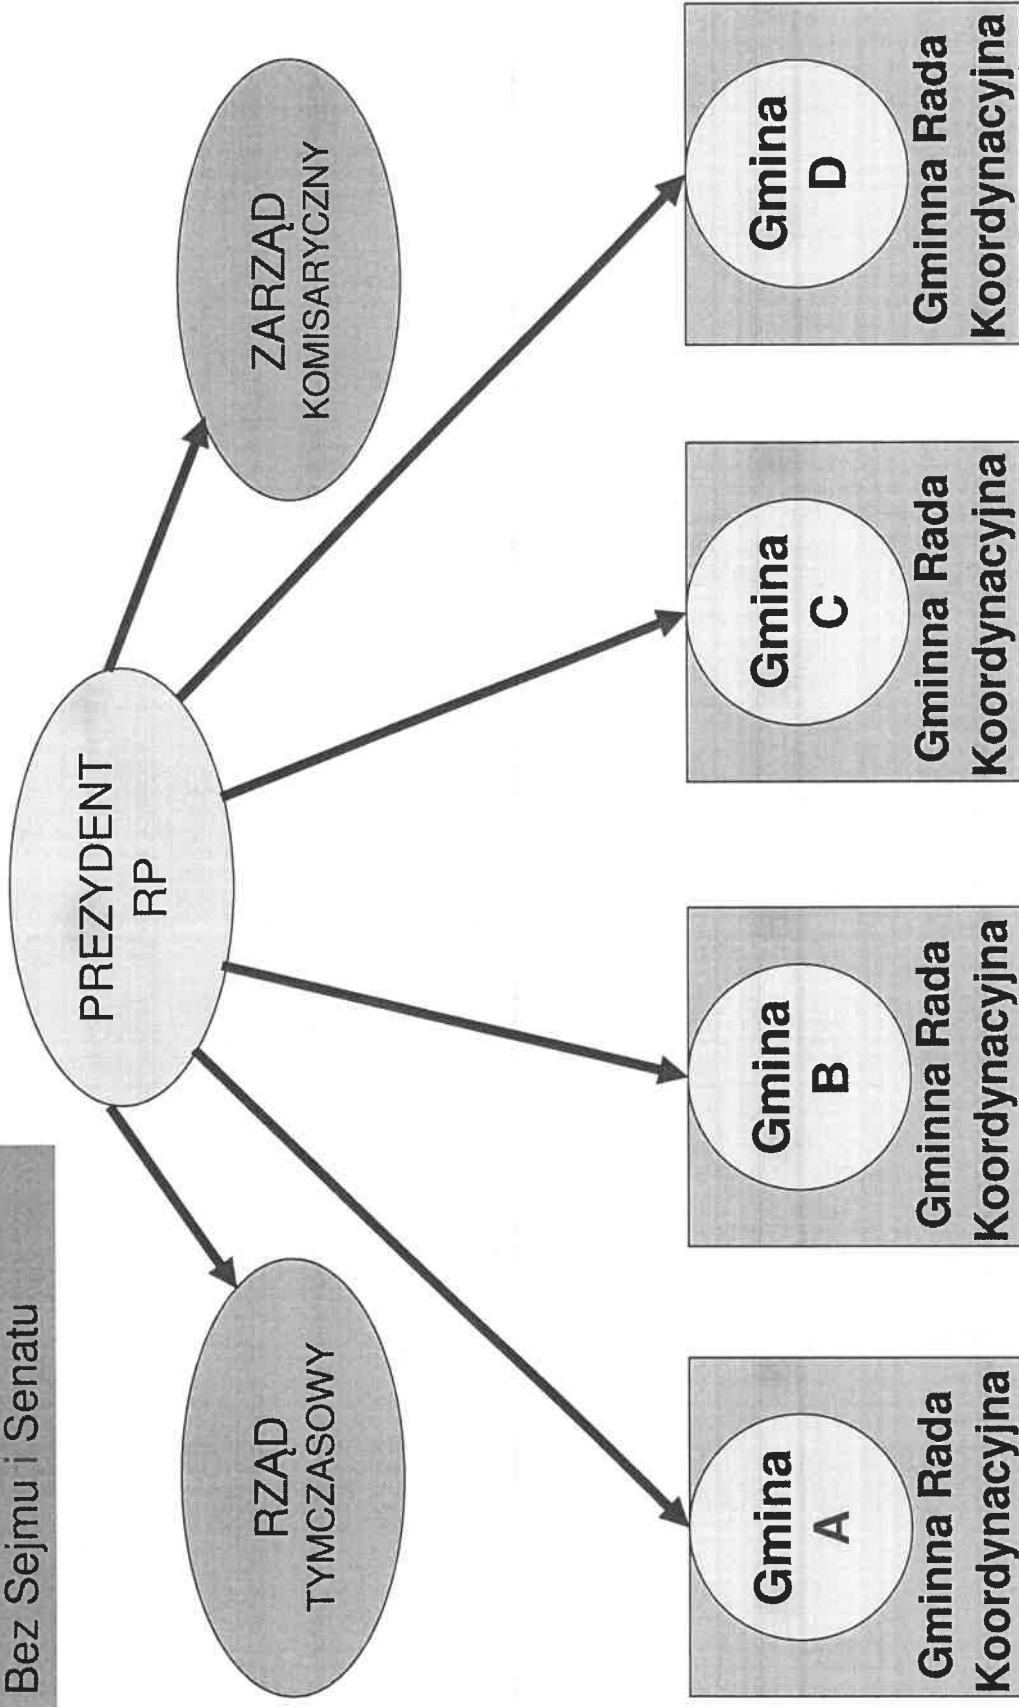 Bez Sejmu i Senatu
PREZYDENT
RP
RZĄD
TYMCZASOWY
ZARZĄD
KOMISARYCZNY
Gmina
A
Gminna Rada
Koordynacyjna
Gmina
B
Gminna Rada
Koordynacyjna
Gmina
C
Gminna Rada
Koordynacyjna
Gmina
D
Gminna Rada
Koordynacyjna